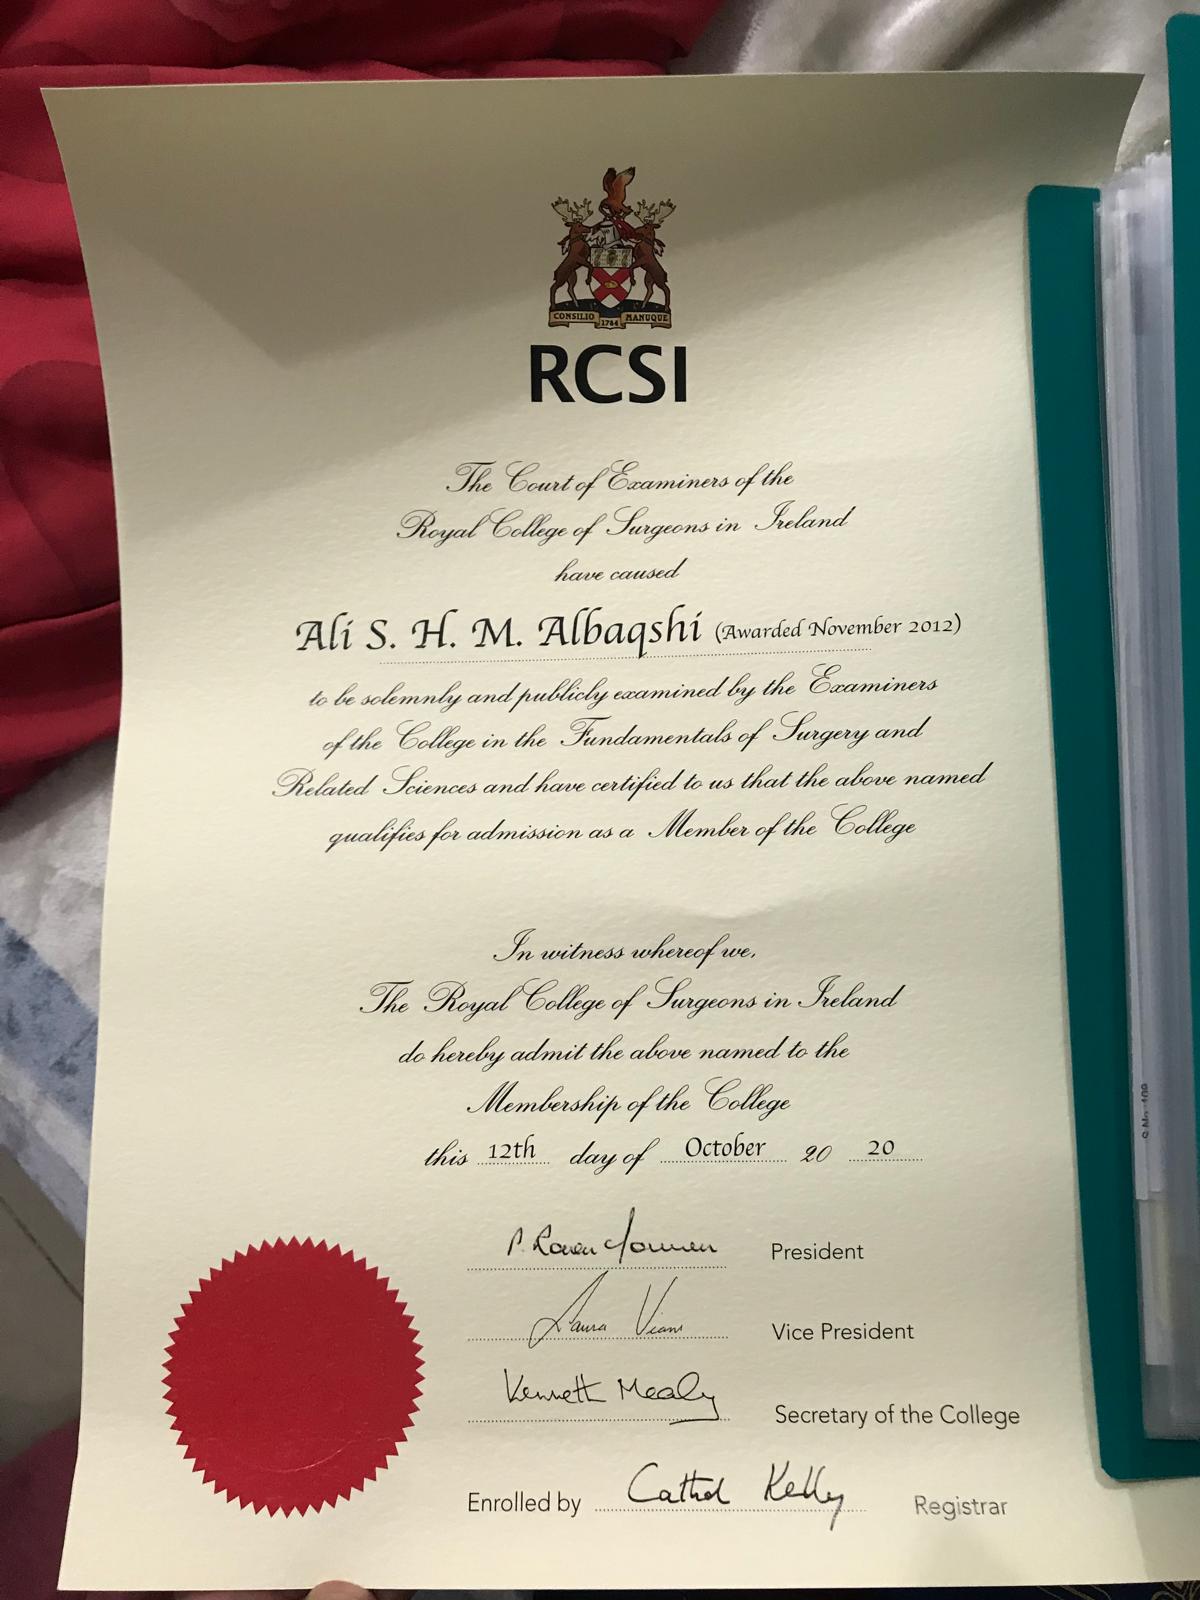 CONSILIO 1784 MANUQUE
RCSI
The Court of Examiners of the
Royal College of Surgeons in Ireland
have caused
Ali S. H. M. Albaqshi (Awarded November 2012)
to be solemnly and publicly examined by the Examiners
of the College in the Fundamentals of Surgery and
Related Sciences and have certified to us that the above named
qualifies for admission as a Member of the College
In witness whereof we,
The Royal College of Surgeons in Ireland
do hereby admit the above named to the
Membership of the College
this 12th day of October 20 20
P. Ronan President
Laura Viani Vice President
Kenneth Mealy Secretary of the College
Enrolled by Cathal Kelly Registrar